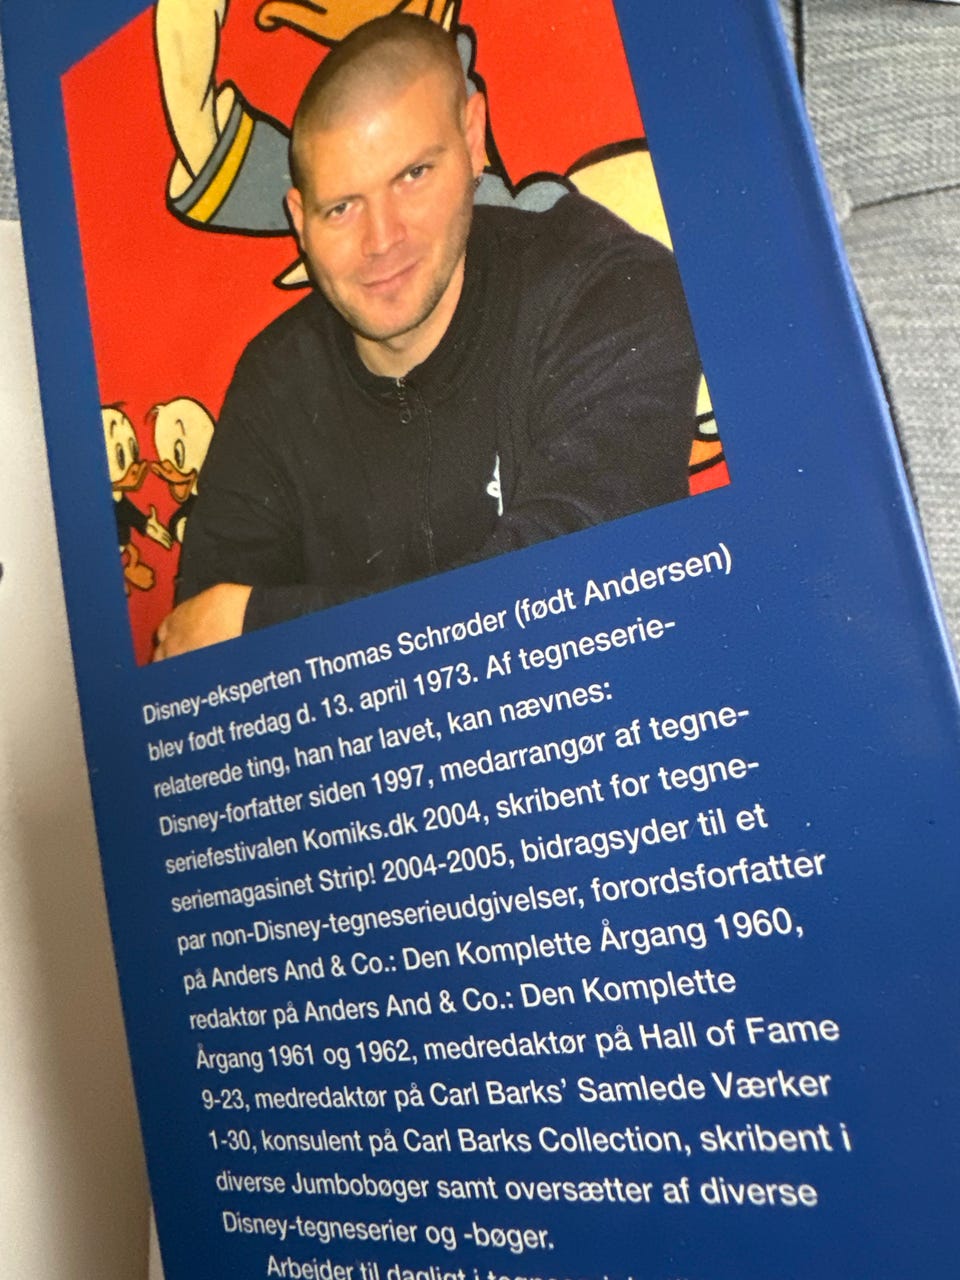 Disney-eksperten Thomas Schrøder (født Andersen)
blev født fredag d. 13. april 1973. Af tegneserie-
relaterede ting, han har lavet, kan nævnes:
Disney-forfatter siden 1997, medarrangør af tegne-
seriefestivalen Komiks.dk 2004, skribent for tegne-
seriemagasinet Strip! 2004-2005, bidragsyder til et
par non-Disney-tegneserieudgivelser, forordsforfatter
på Anders And & Co.: Den Komplette Årgang 1960,
redaktør på Anders And & Co.: Den Komplette
Årgang 1961 og 1962, medredaktør på Hall of Fame
9-23, medredaktør på Carl Barks’ Samlede Værker
1-30, konsulent på Carl Barks Collection, skribent i
diverse Jumbobøger samt oversætter af diverse
Disney-tegneserier og -bøger.
Arbejder til dagligt i